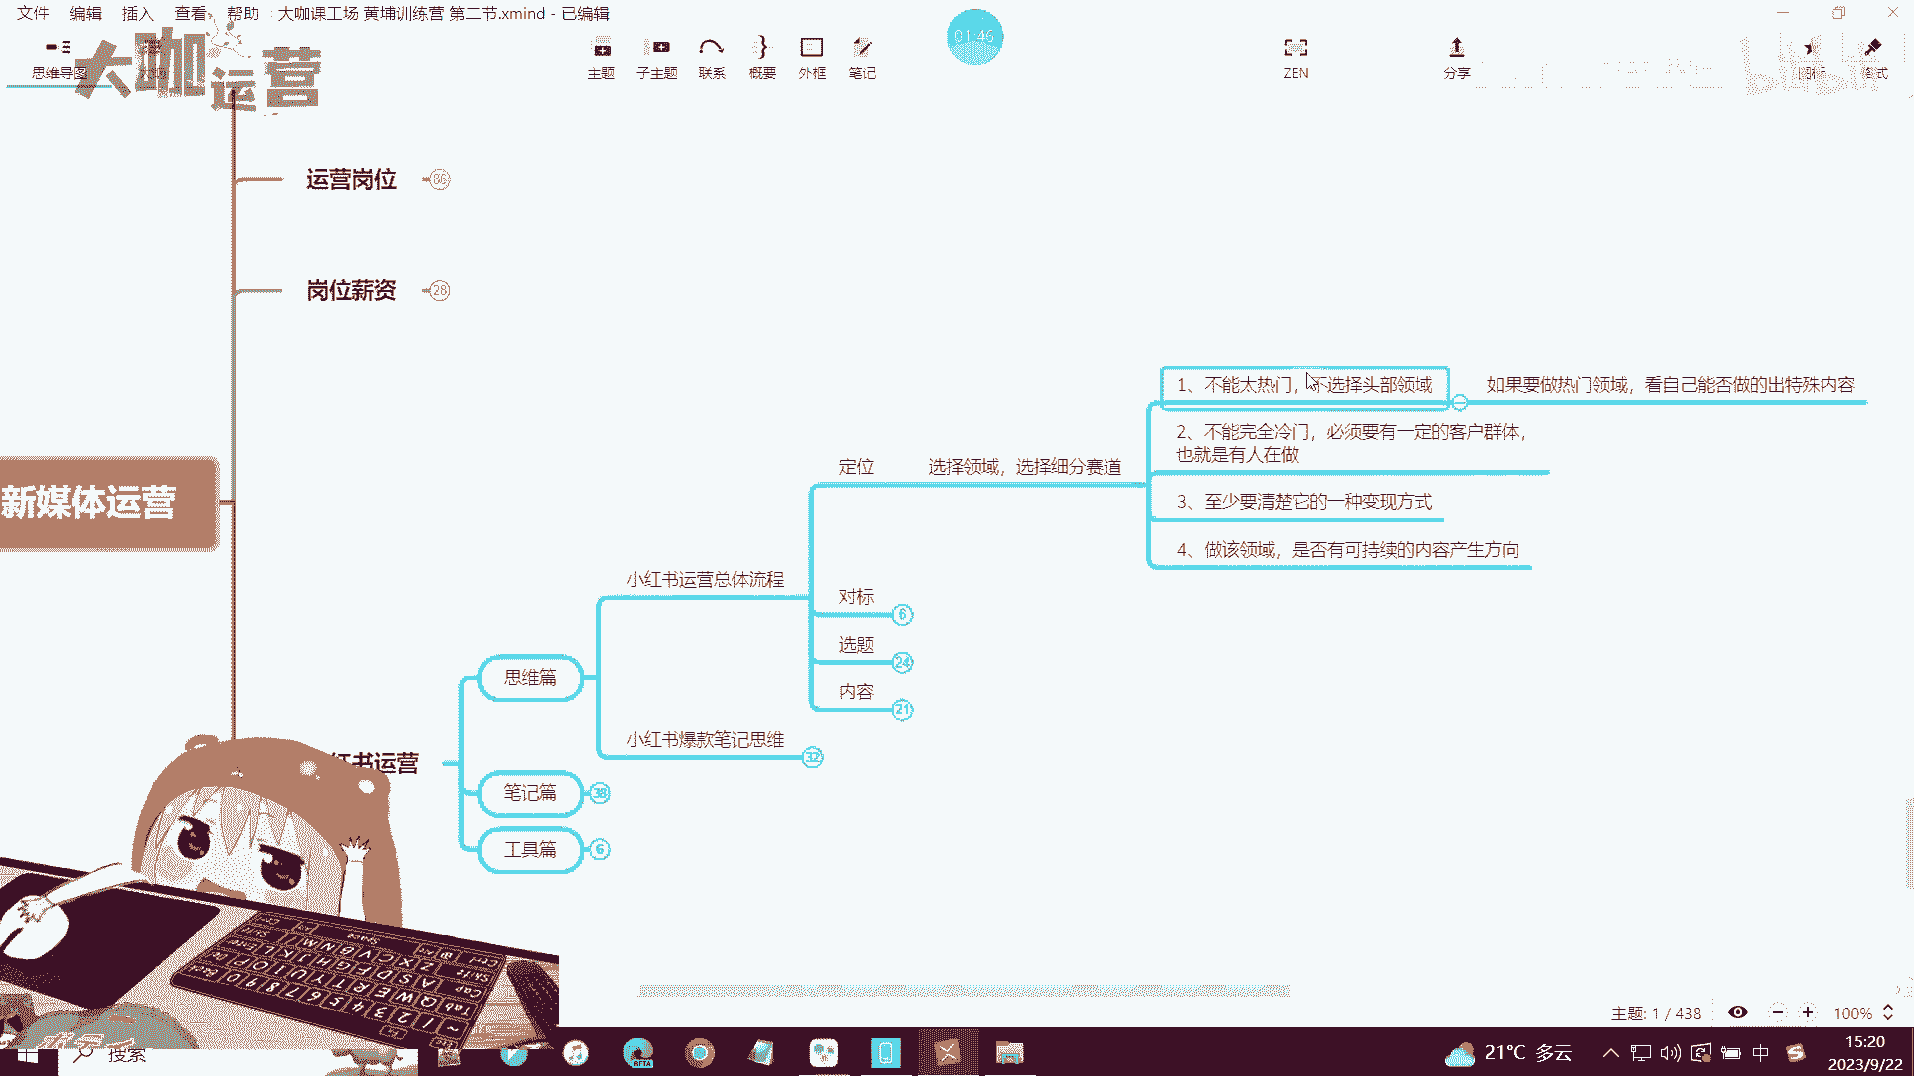 文件 编辑 插入 查看 帮助 大咖课工场 黄埔训练营 第二节.xmind - 已编辑
01:46
思维导图
主题 子主题 联系 概要 外框 笔记
ZEN
分享
大咖运营
bilibili
运营岗位 86
岗位薪资 28
1、不能太热门，不选择头部领域
如果要做热门领域，看自己能否做的出特殊内容
2、不能完全冷门，必须要有一定的客户群体，
也就是有人在做
定位
选择领域，选择细分赛道
新媒体运营
3、至少要清楚它的一种变现方式
4、做该领域，是否有可持续的内容产生方向
小红书运营总体流程
对标 6
选题 24
内容 21
思维篇
小红书爆款笔记思维 32
红书运营
笔记篇 38
工具篇 6
主题: 1 / 438
100%
搜索
BETA
21°C 多云
中
15:20
2023/9/22